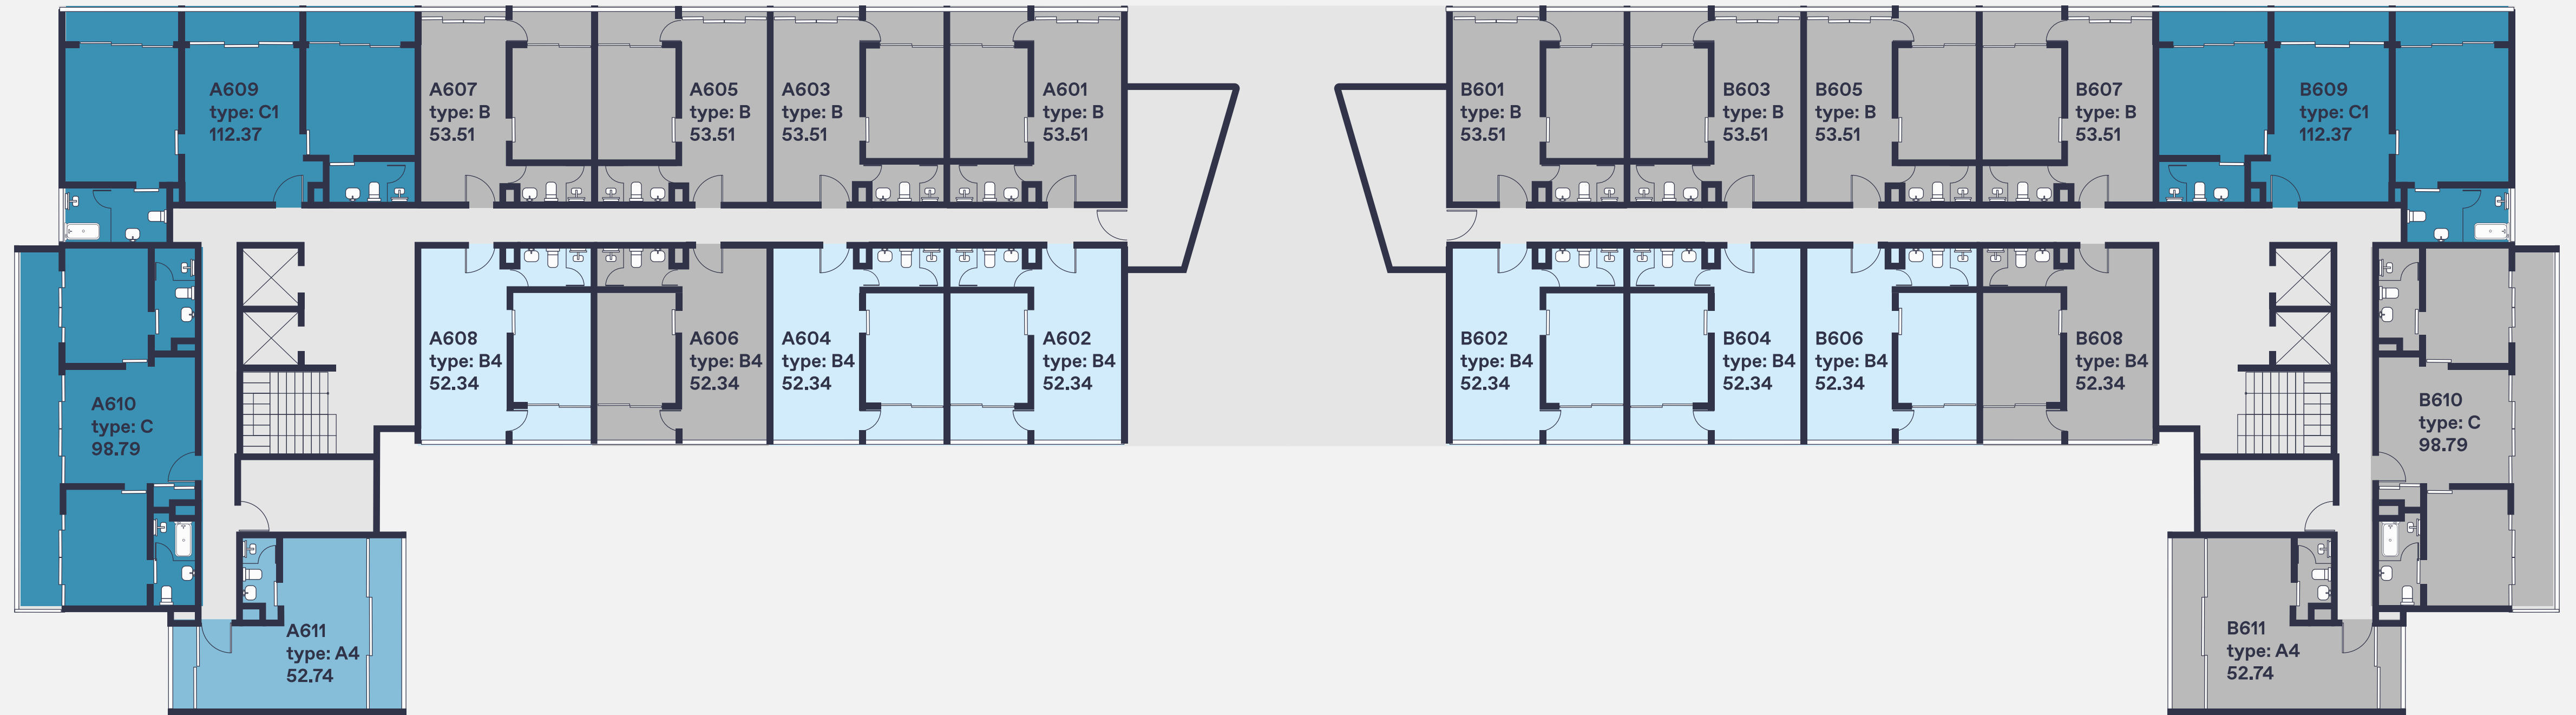 A609
type: C1
112.37
A607
type: B
53.51
A605
type: B
53.51
A603
type: B
53.51
A601
type: B
53.51
B601
type: B
53.51
B603
type: B
53.51
B605
type: B
53.51
B607
type: B
53.51
B609
type: C1
112.37
A608
type: B4
52.34
A606
type: B4
52.34
A604
type: B4
52.34
A602
type: B4
52.34
B602
type: B4
52.34
B604
type: B4
52.34
B606
type: B4
52.34
B608
type: B4
52.34
A610
type: C
98.79
B610
type: C
98.79
A611
type: A4
52.74
B611
type: A4
52.74